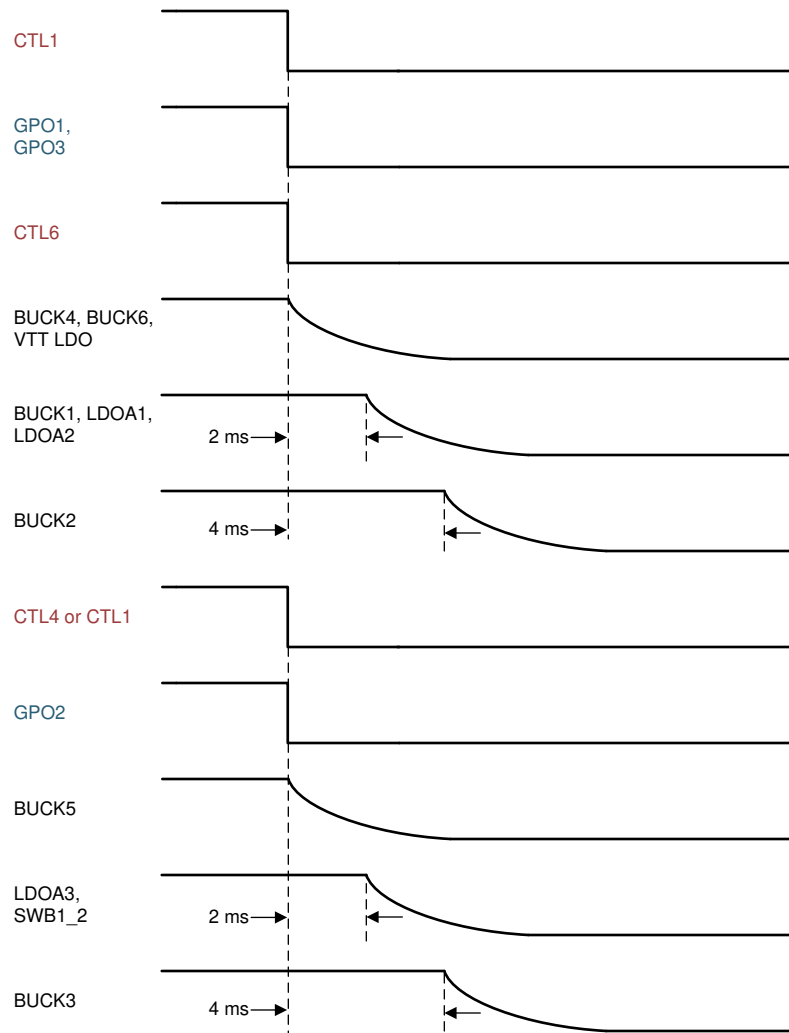 CTL1
GPO1,
GPO3
CTL6
BUCK4, BUCK6,
VTT LDO
BUCK1, LDOA1,
LDOA2
2 ms
BUCK2
4 ms
CTL4 or CTL1
GPO2
BUCK5
LDOA3,
SWB1_2
2 ms
BUCK3
4 ms